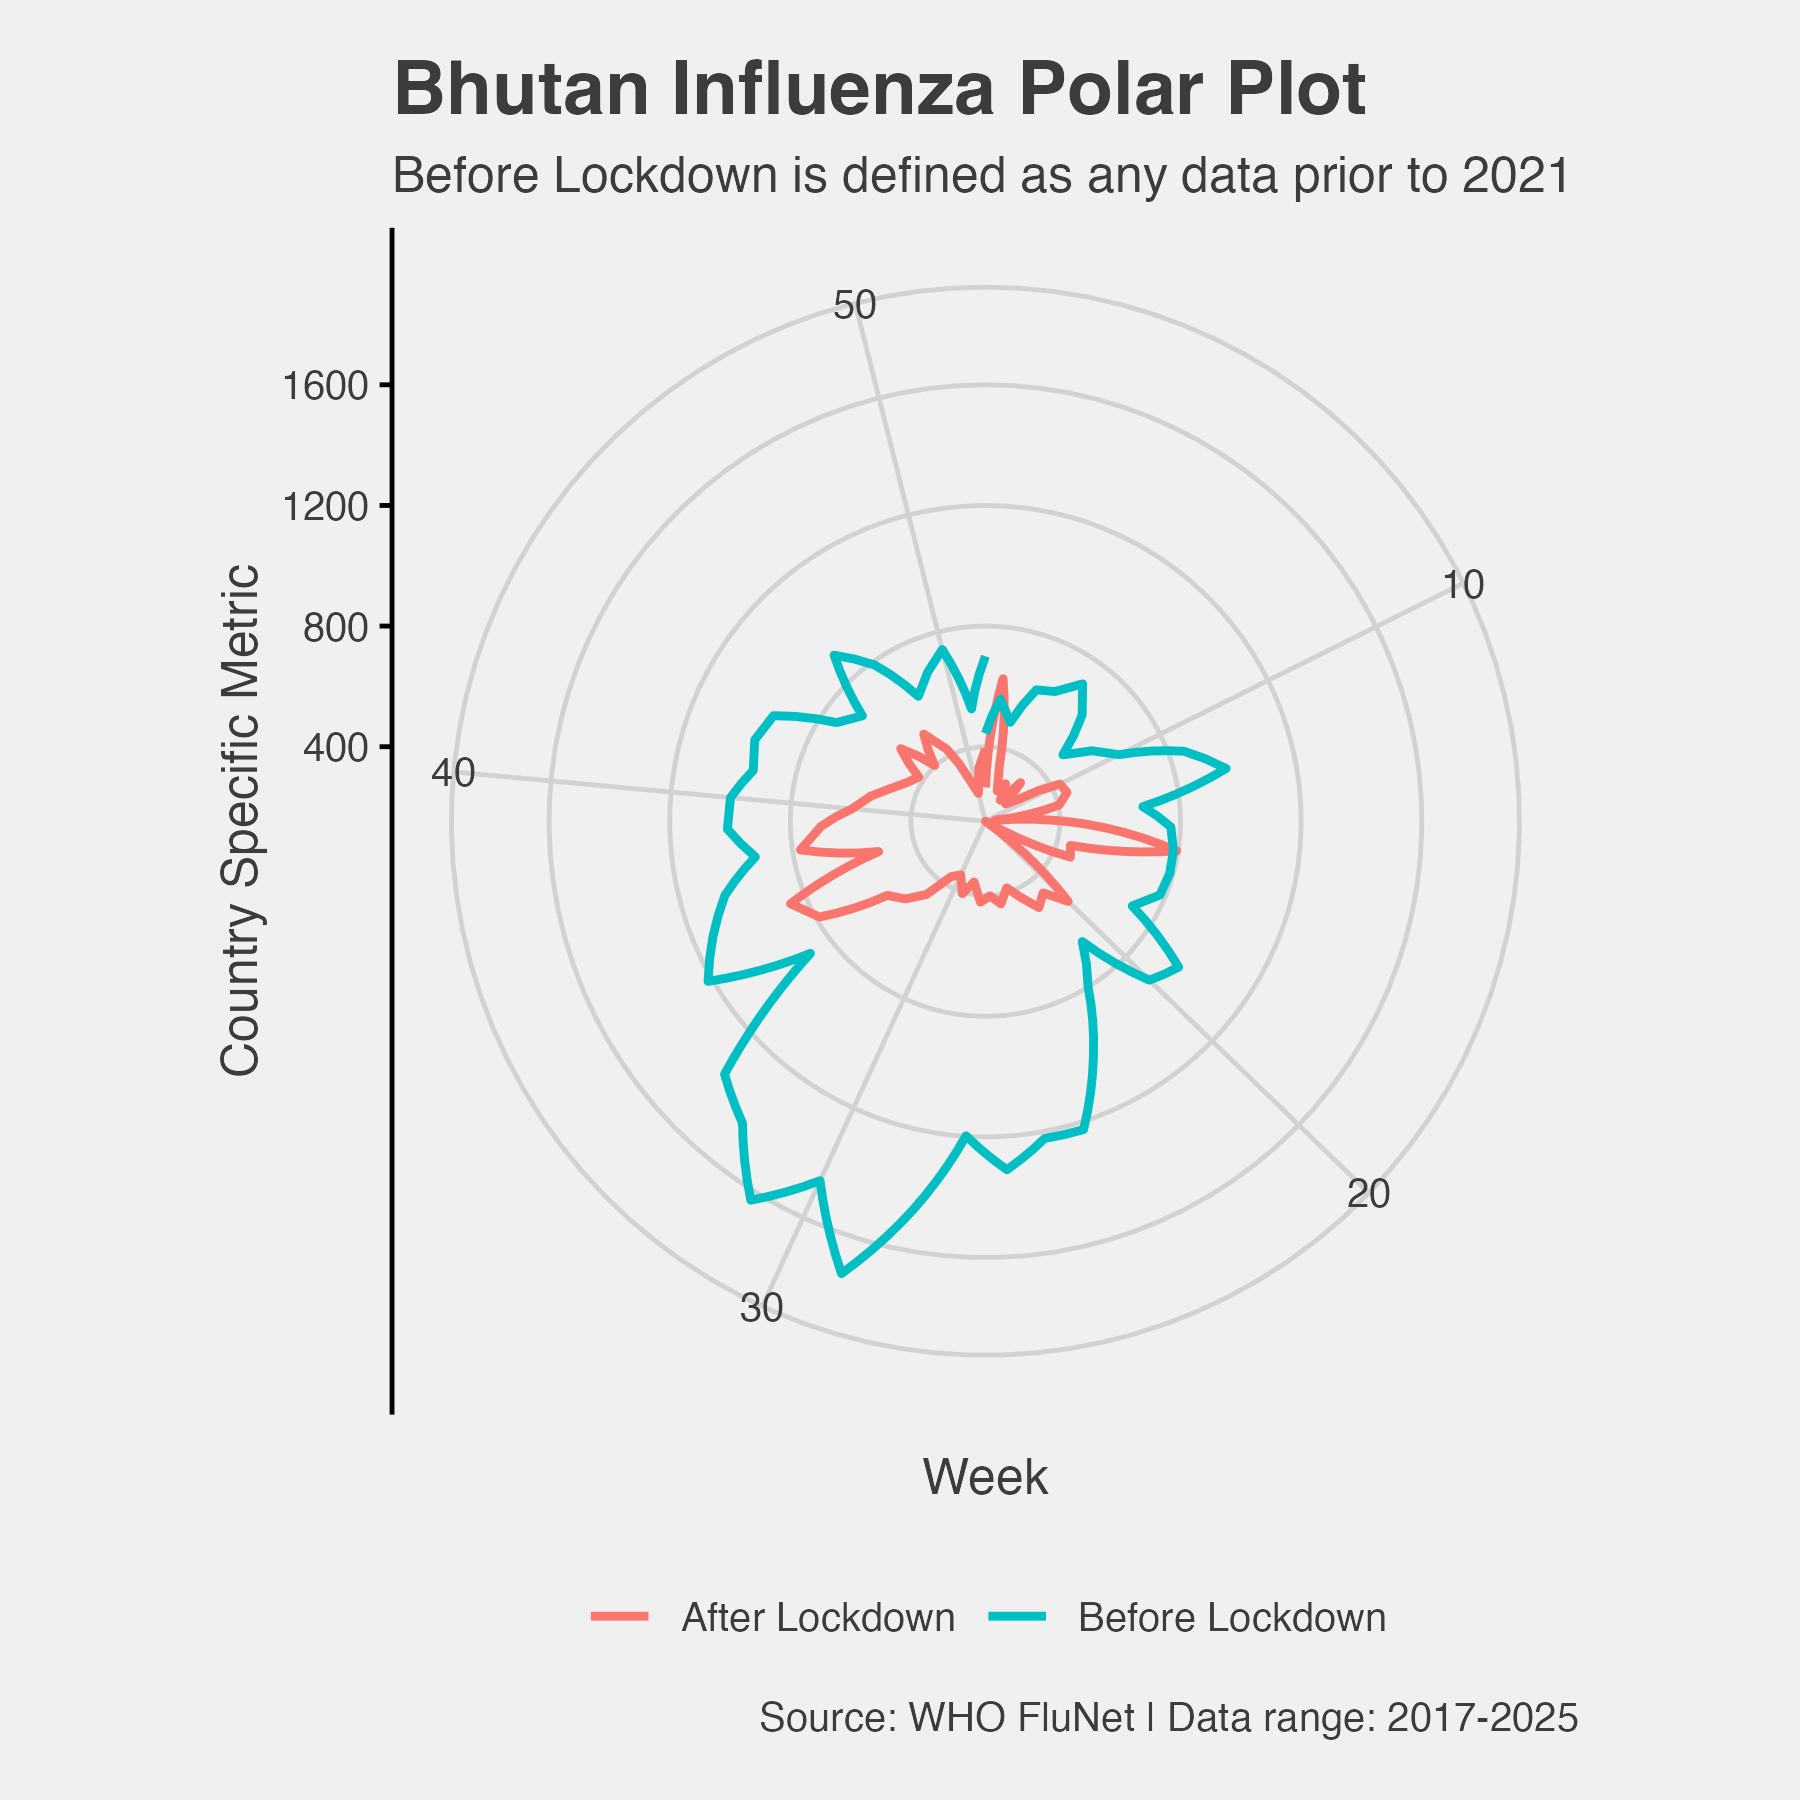 Bhutan Influenza Polar Plot
Before Lockdown is defined as any data prior to 2021
50
1600
1200
10
800
400
40
Country Specific Metric
20
30
Week
After Lockdown
Before Lockdown
Source: WHO FluNet | Data range: 2017-2025